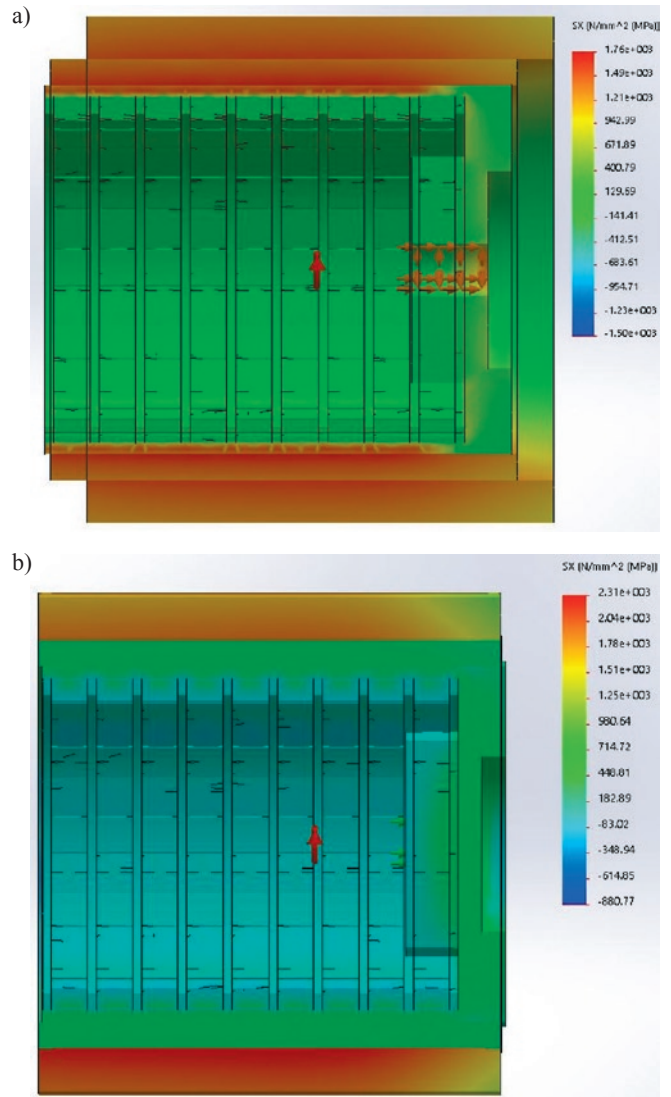 a)
SX (N/mm^2 (MPa))
1.76e+003
1.49e+003
1.21e+003
942.99
671.89
400.79
129.69
-141.41
-412.51
-683.61
-954.71
-1.23e+003
-1.50e+003
b)
SX (N/mm^2 (MPa))
2.31e+003
2.04e+003
1.78e+003
1.51e+003
1.25e+003
980.64
714.72
448.81
182.89
-83.02
-348.94
-614.85
-880.77